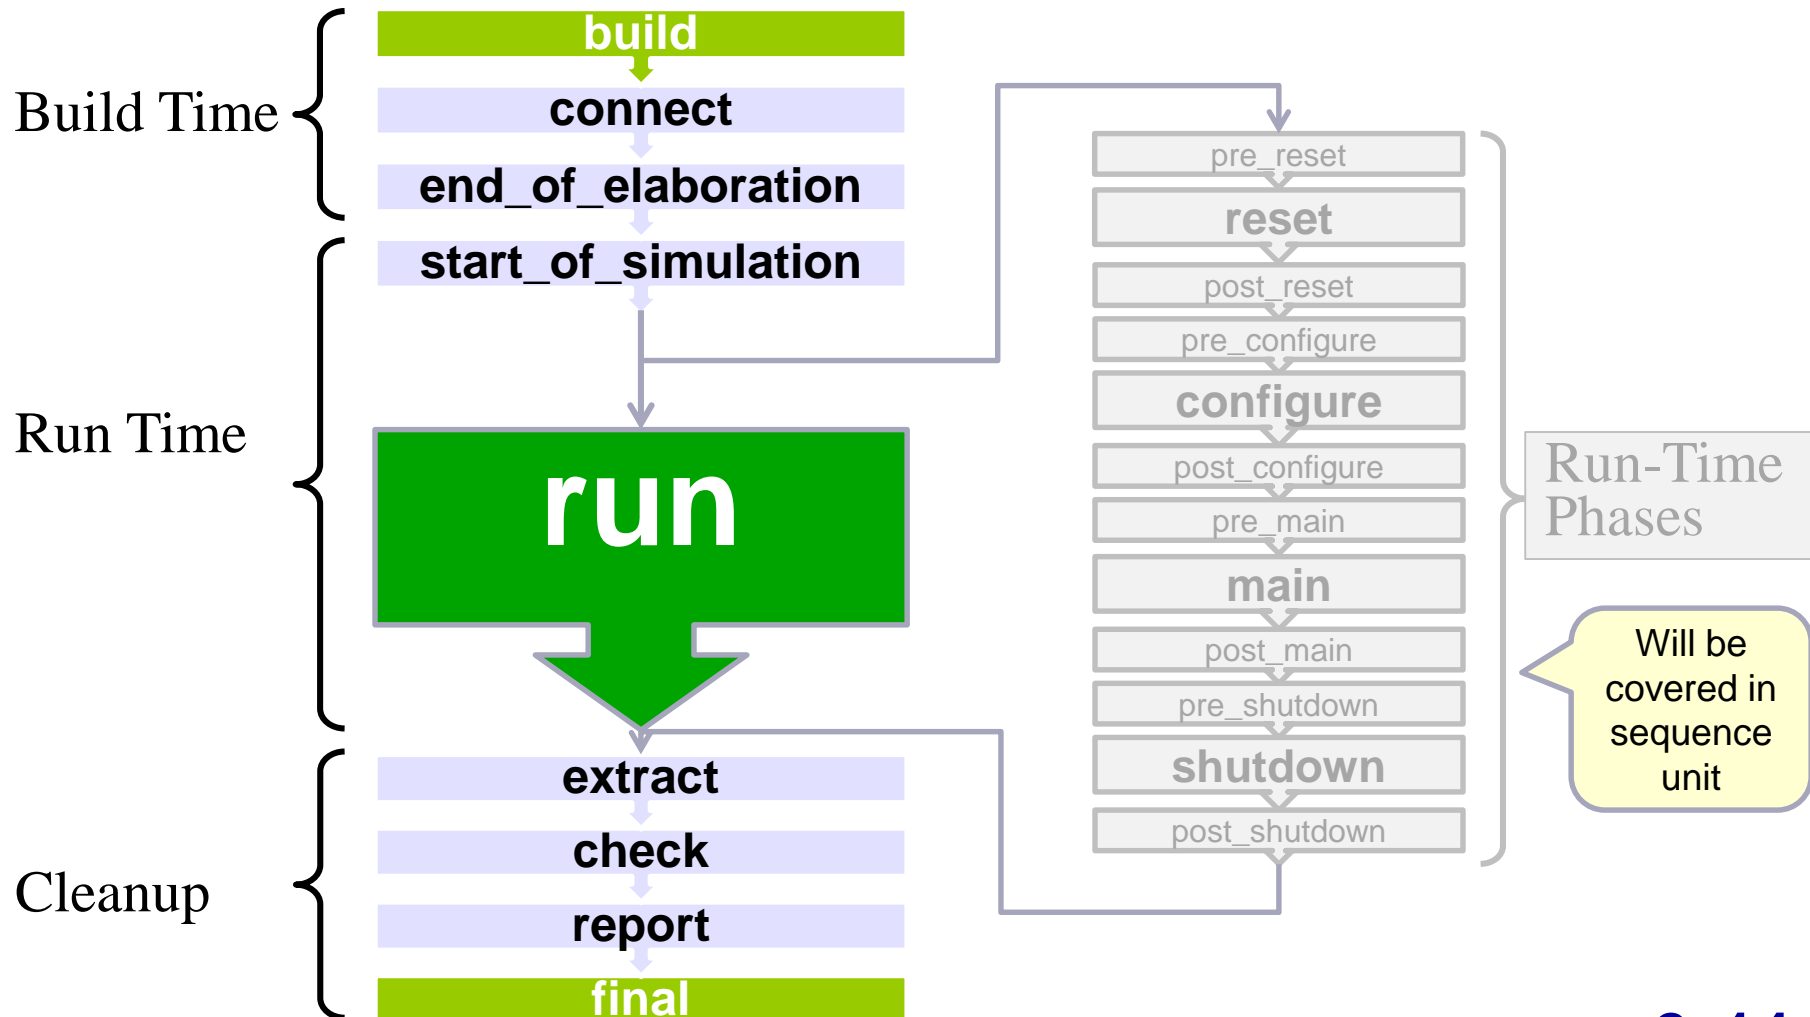 build
Build Time
connect
end_of_elaboration
start_of_simulation
Run Time
run
extract
check
Cleanup
report
final
pre_reset
reset
post_reset
pre_configure
configure
post_configure
pre_main
main
post_main
pre_shutdown
shutdown
post_shutdown
Run-Time
Phases
Will be
covered in
sequence
unit